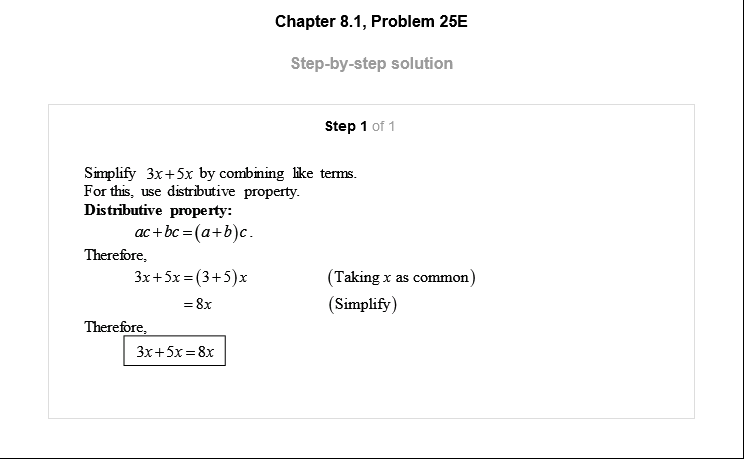 Chapter 8.1, Problem 25E
Step-by-step solution
Step 1 of 1
Simplify 3x+5x by combining like terms.
For this, use distributive property.
Distributive property:
ac+bc=(a+b)c.
Therefore,
3x+5x=(3+5)x (Taking x as common)
=8x (Simplify)
Therefore,
3x+5x=8x